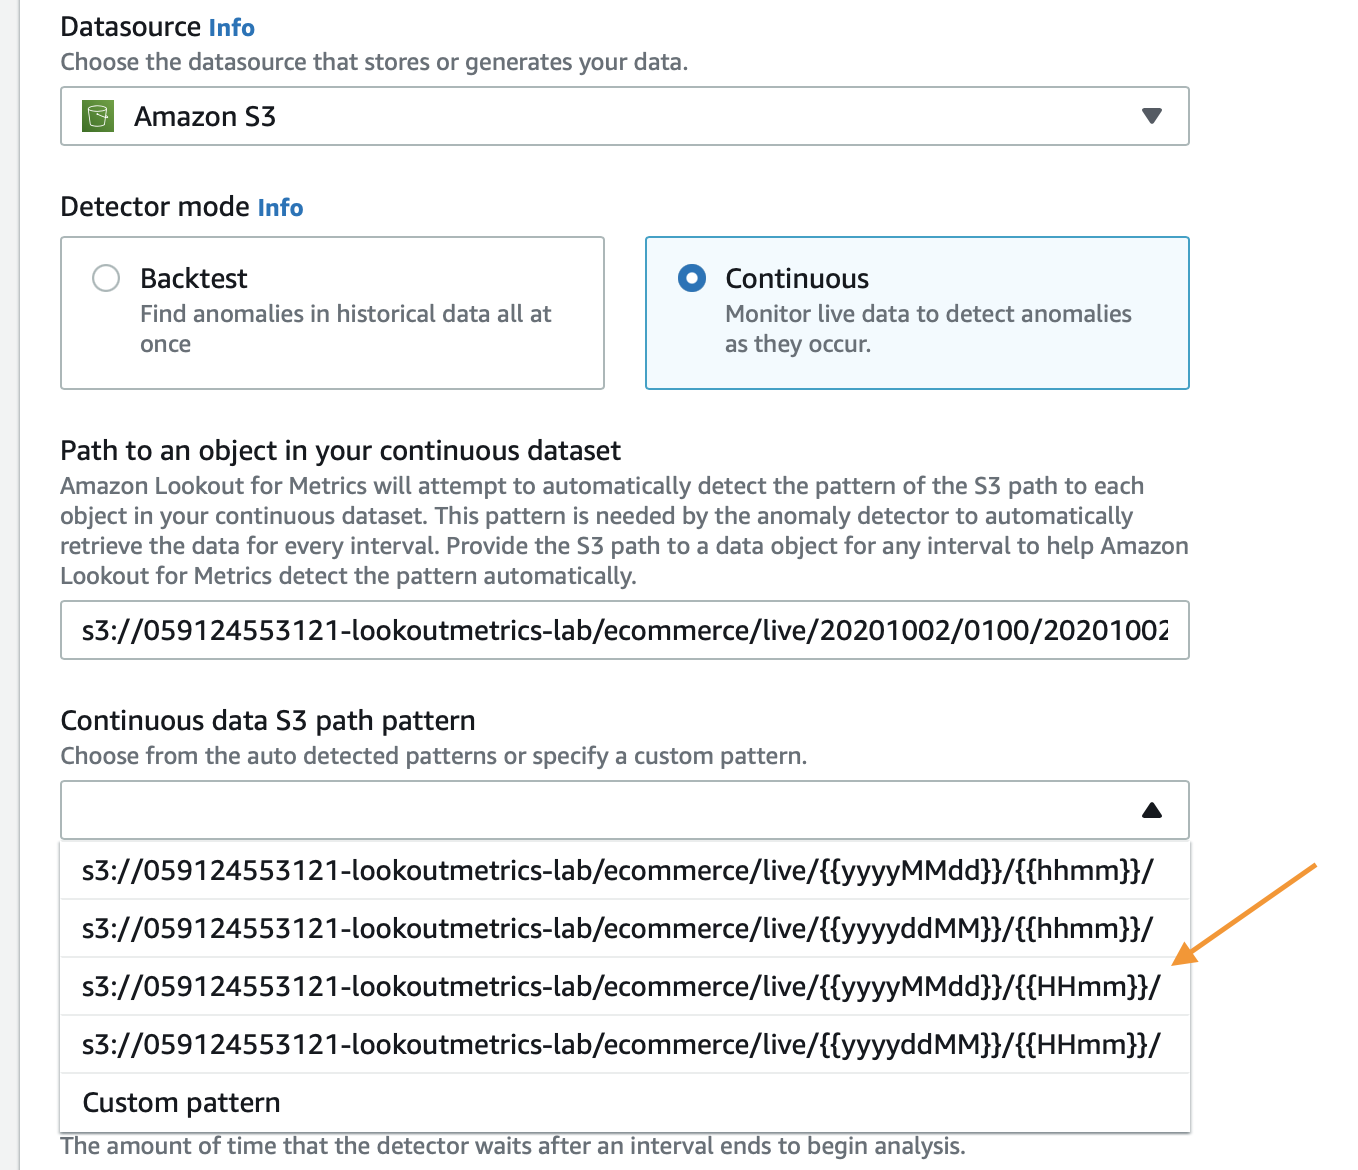 Datasource Info
Choose the datasource that stores or generates your data.
Amazon S3
Detector mode Info
Backtest
Find anomalies in historical data all at
once
Continuous
Monitor live data to detect anomalies
as they occur.
Path to an object in your continuous dataset
Amazon Lookout for Metrics will attempt to automatically detect the pattern of the S3 path to each
object in your continuous dataset. This pattern is needed by the anomaly detector to automatically
retrieve the data for every interval. Provide the S3 path to a data object for any interval to help Amazon
Lookout for Metrics detect the pattern automatically.
s3://059124553121-lookoutmetrics-lab/ecommerce/live/20201002/0100/20201002
Continuous data S3 path pattern
Choose from the auto detected patterns or specify a custom pattern.
s3://059124553121-lookoutmetrics-lab/ecommerce/live/{{yyyyMMdd}}/{{hhmm}}/
s3://059124553121-lookoutmetrics-lab/ecommerce/live/{{yyyyddMM}}/{{hhmm}}/
s3://059124553121-lookoutmetrics-lab/ecommerce/live/{{yyyyMMdd}}/{{HHmm}}/
s3://059124553121-lookoutmetrics-lab/ecommerce/live/{{yyyyddMM}}/{{HHmm}}/
Custom pattern
The amount of time that the detector waits after an interval ends to begin analysis.